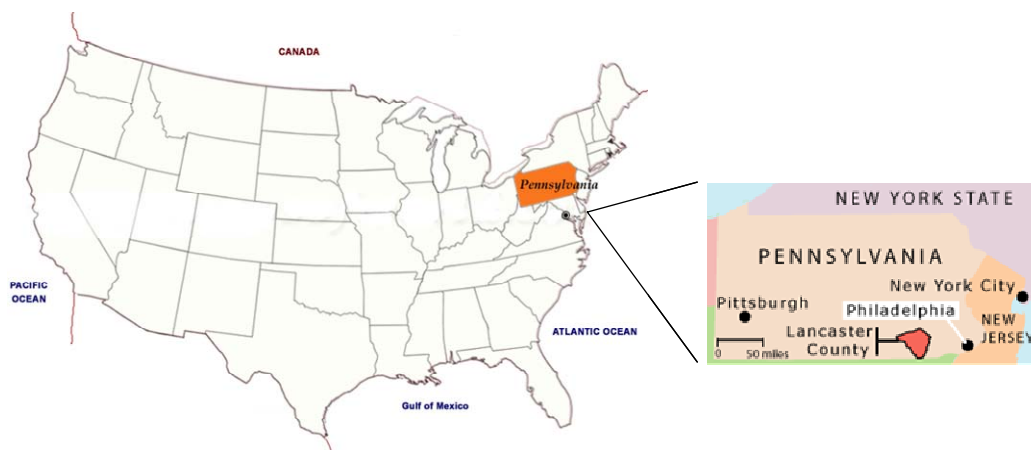 CANADA
Pennsylvania
PACIFIC
OCEAN
ATLANTIC OCEAN
Gulf of Mexico
NEW YORK STATE
PENNSYLVANIA
New York City
Pittsburgh
Philadelphia
NEW
JERSEY
Lancaster
County
0 50 miles